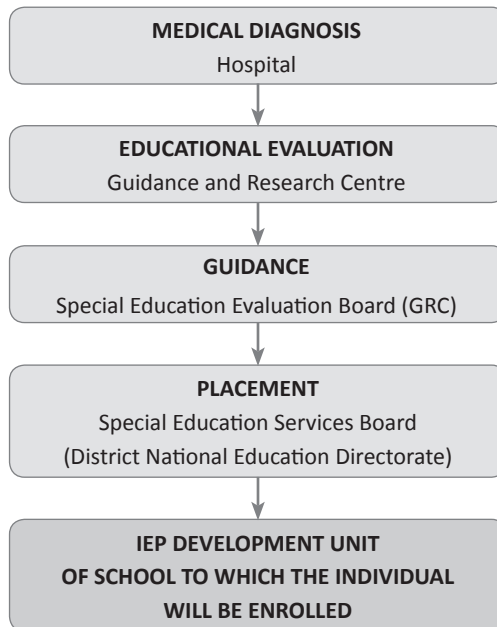 MEDICAL DIAGNOSIS
Hospital
EDUCATIONAL EVALUATION
Guidance and Research Centre
GUIDANCE
Special Education Evaluation Board (GRC)
PLACEMENT
Special Education Services Board
(District National Education Directorate)
IEP DEVELOPMENT UNIT
OF SCHOOL TO WHICH THE INDIVIDUAL
WILL BE ENROLLED